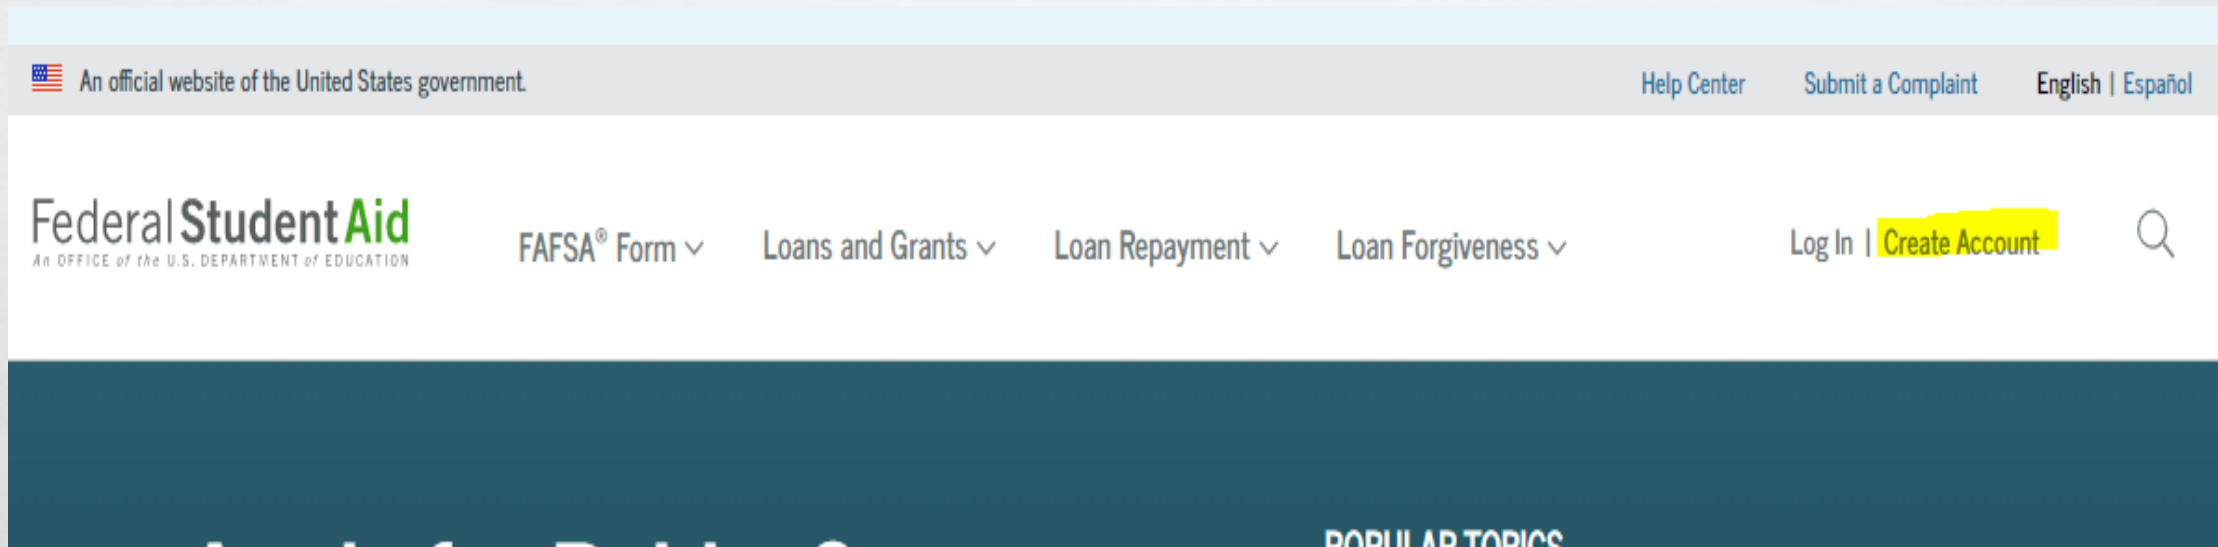 An official website of the United States government.
Help Center Submit a Complaint English | Español
Federal Student Aid
An OFFICE of the U.S. DEPARTMENT of EDUCATION
FAFSA® Form Loans and Grants Loan Repayment Loan Forgiveness Log In | Create Account
POPULAR TOPICS